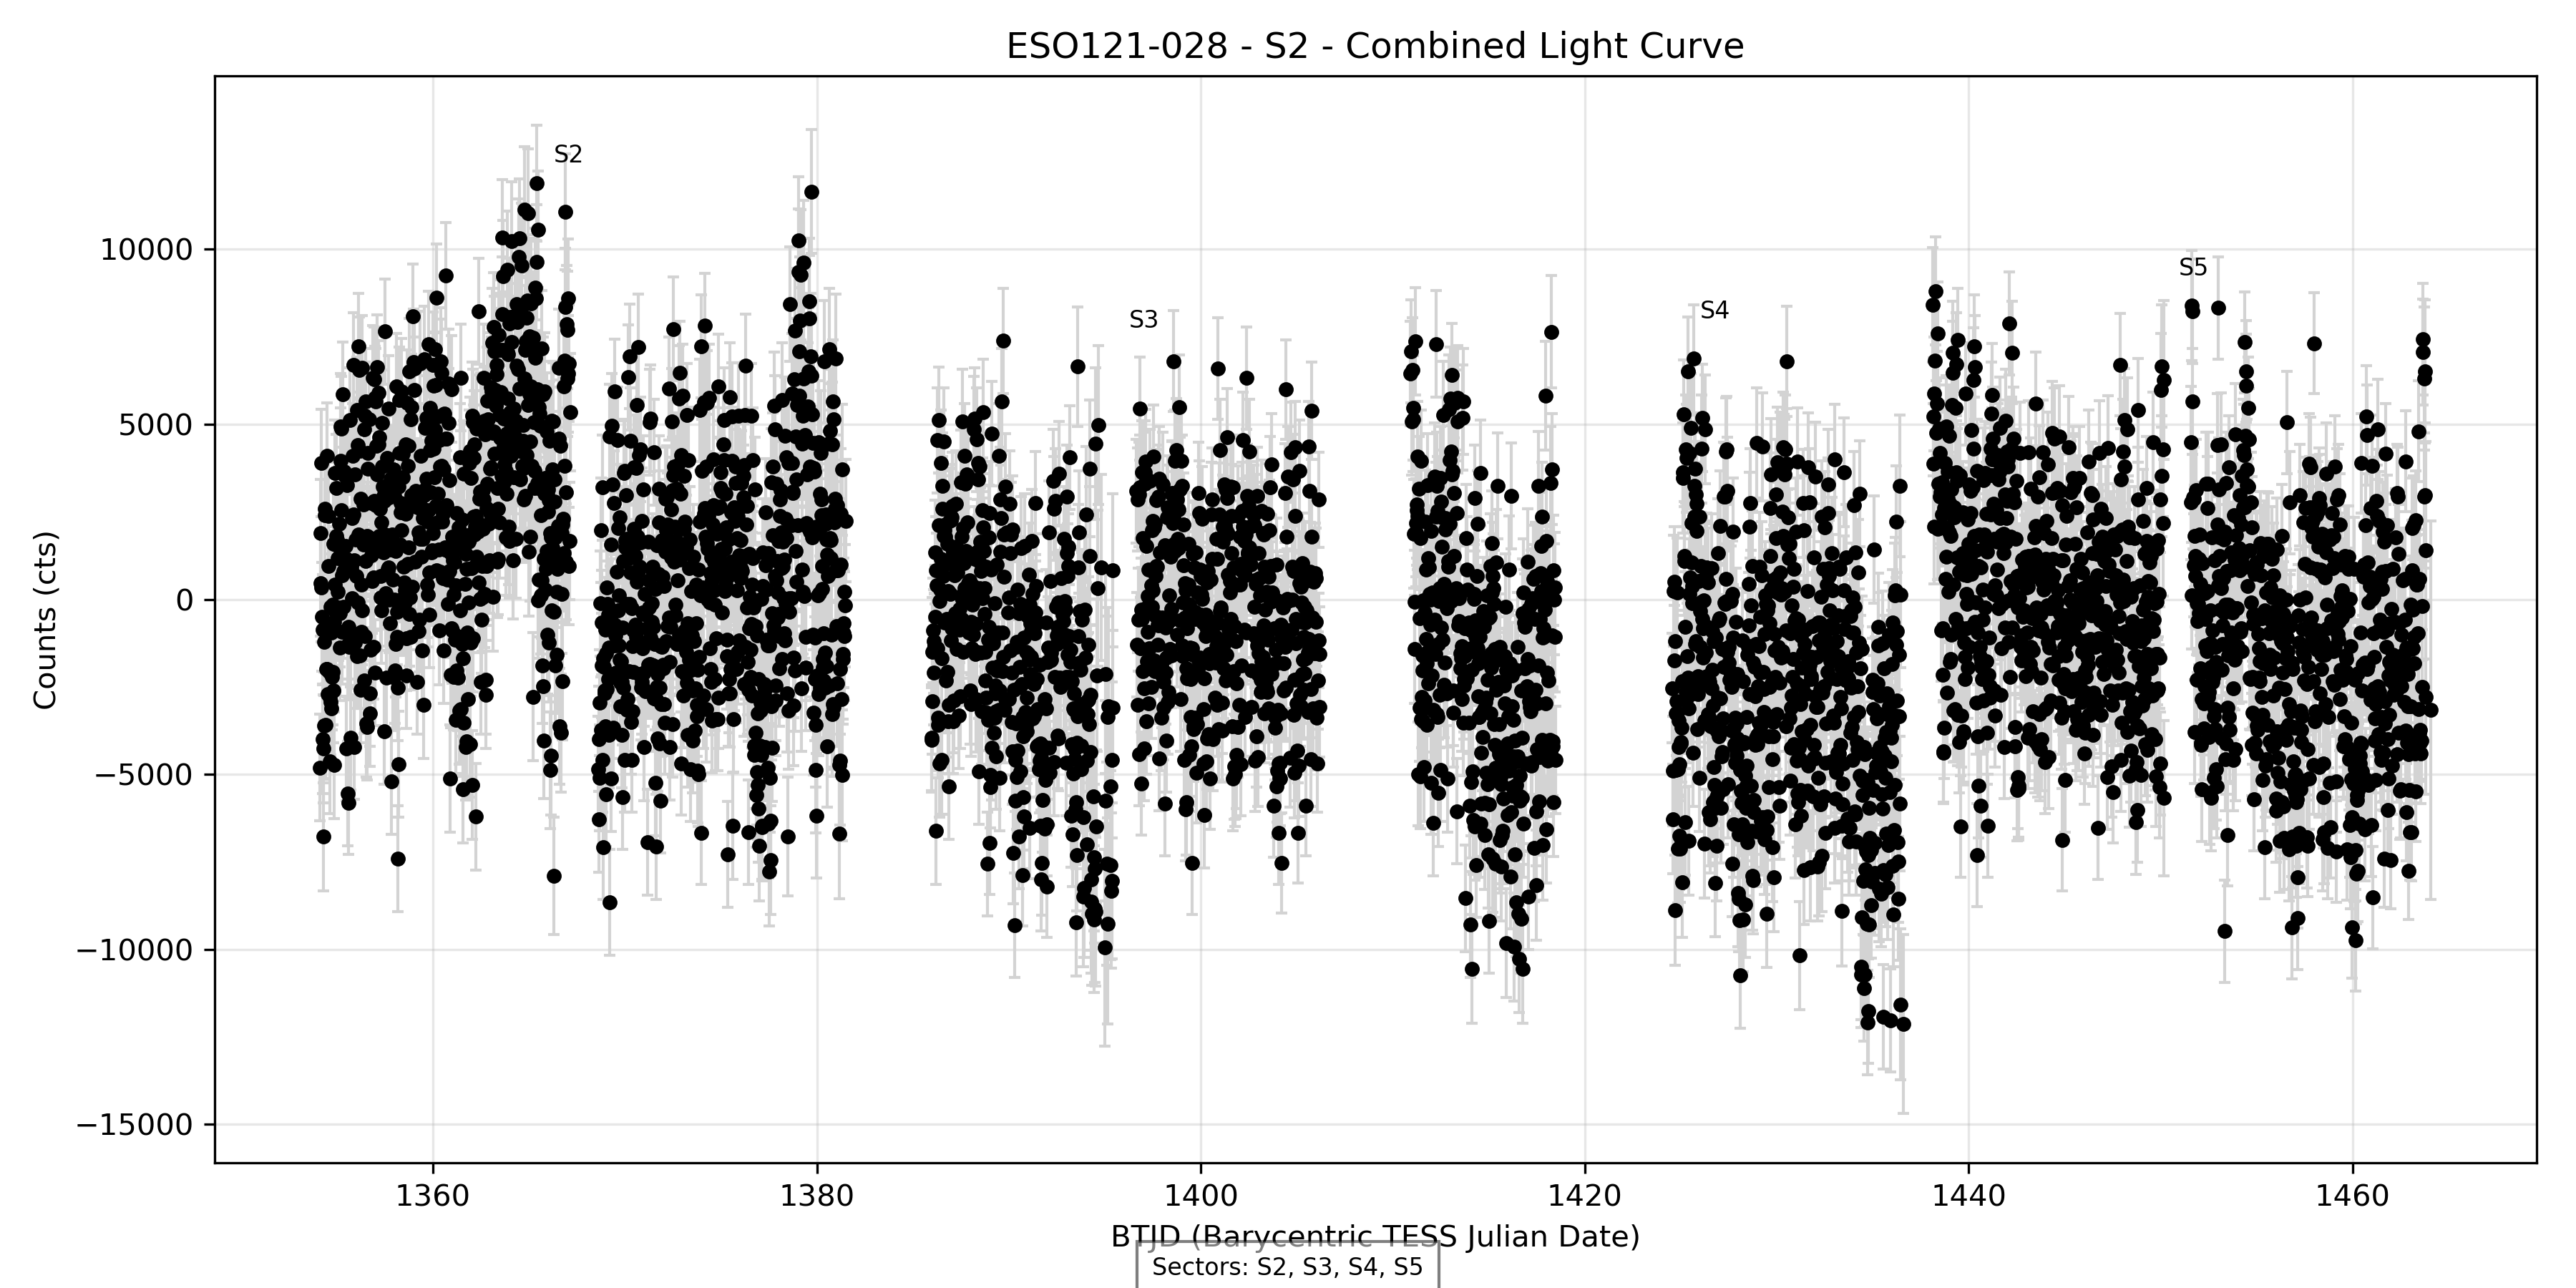 ESO121-028 - S2 - Combined Light Curve
S2
S5
S4
S3
10000
5000
0
−5000
−10000
−15000
Counts (cts)
1360 1380 1400 1420 1440 1460
BTJD (Barycentric TESS Julian Date)
Sectors: S2, S3, S4, S5